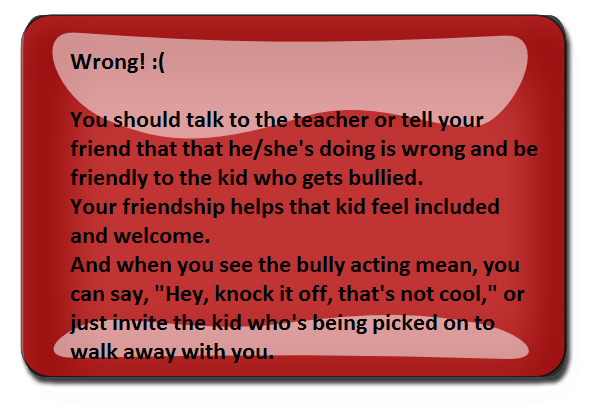 Wrong! :(
You should talk to the teacher or tell your
friend that that he/she's doing is wrong and be
friendly to the kid who gets bullied.
Your friendship helps that kid feel included
and welcome.
And when you see the bully acting mean, you
can say, "Hey, knock it off, that's not cool," or
just invite the kid who's being picked on to
walk away with you.